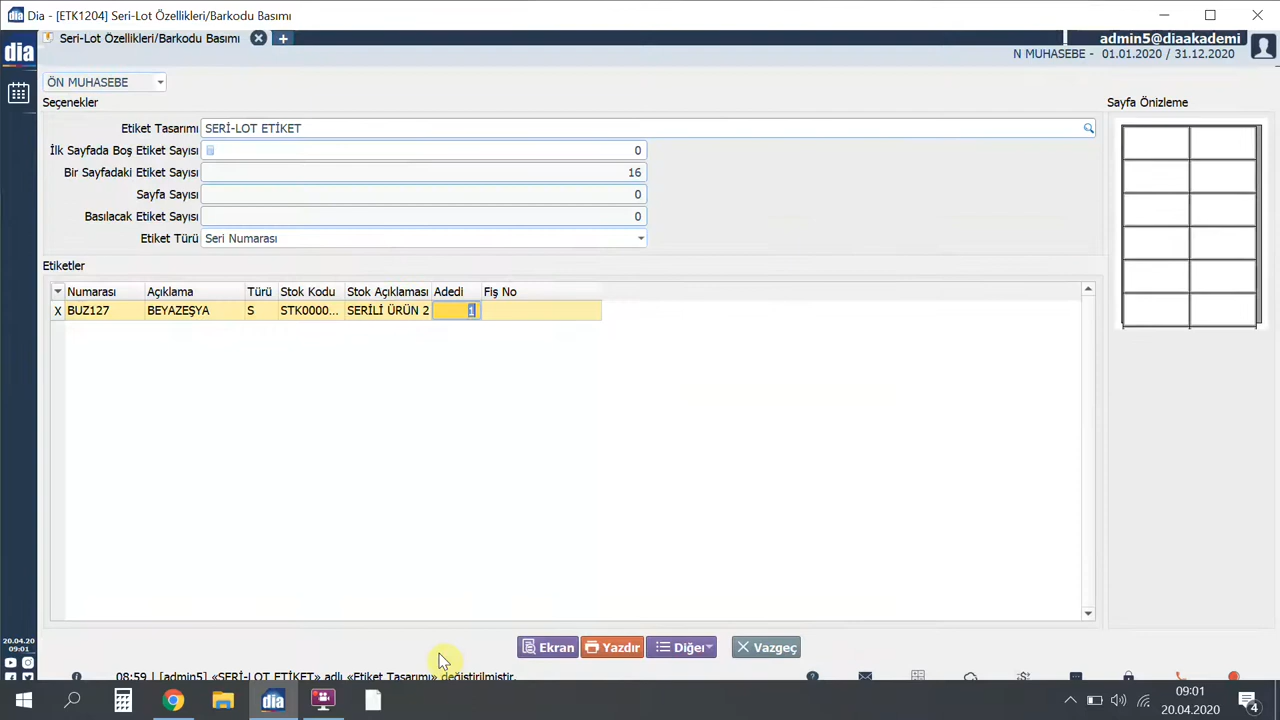 Dia - [ETK1204] Seri-Lot Özellikleri/Barkodu Basımı
dia
Seri-Lot Özellikleri/Barkodu Basımı
admin5@diaakademi
N MUHASEBE - 01.01.2020 / 31.12.2020
ÖN MUHASEBE
Seçenekler
Sayfa Önizleme
Etiket Tasarımı SERİ-LOT ETİKET
İlk Sayfada Boş Etiket Sayısı 0
Bir Sayfadaki Etiket Sayısı 16
Sayfa Sayısı 0
Basılacak Etiket Sayısı 0
Etiket Türü Seri Numarası
Etiketler
Numarası Açıklama Türü Stok Kodu Stok Açıklaması Adedi Fiş No
X BUZ127 BEYAZEŞYA S STK0000... SERİLİ ÜRÜN 2 1
20.04.20
09:01
Ekran Yazdır Diğer Vazgeç
08:59 | [admin5] «SERİ-LOT ETİKET» adlı «Etiket Tasarımı» değiştirilmiştir.
dia
09:01
20.04.2020
4